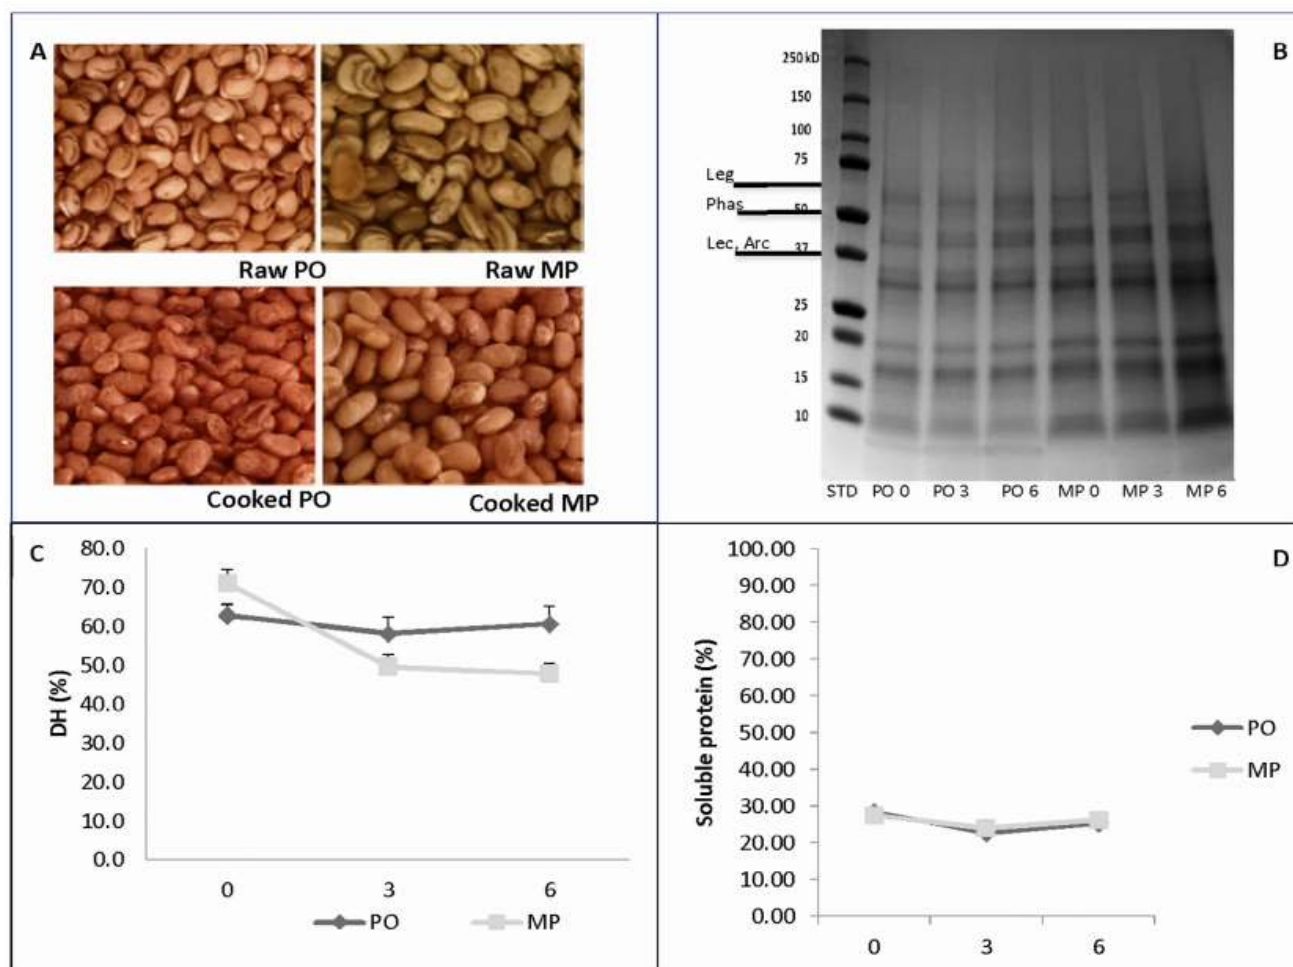 A
Raw PO
Raw MP
Cooked PO
Cooked MP
B
250 kD
150
100
75
Leg
Phas
50
Lec, Arc
37
25
20
15
10
STD PO 0 PO 3 PO 6 MP 0 MP 3 MP 6
C
80.0
70.0
60.0
50.0
40.0
30.0
20.0
10.0
0.0
DH (%)
0 3 6
PO MP
D
100.00
90.00
80.00
70.00
60.00
50.00
40.00
30.00
20.00
10.00
0.00
Soluble protein (%)
0 3 6
PO
MP